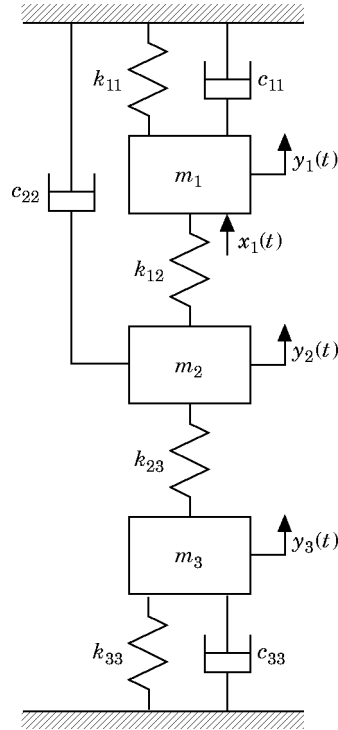 k₁₁
c₁₁
m₁
y₁(t)
c₂₂
x₁(t)
k₁₂
m₂
y₂(t)
k₂₃
m₃
y₃(t)
k₃₃
c₃₃